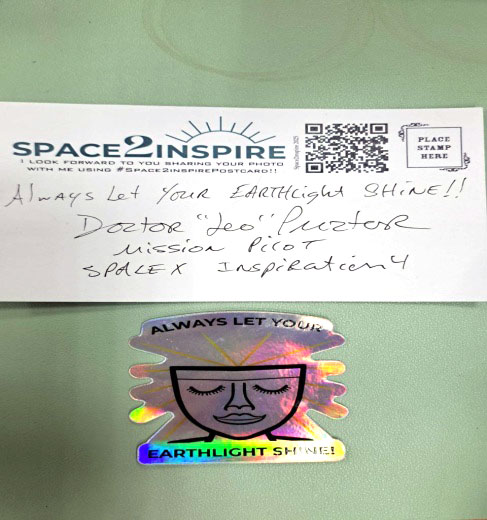 SPACE2INSPIRE
I LOOK FORWARD TO YOU SHARING YOUR PHOTO
WITH ME USING #SPACE2INSPIREPOSTCARD!!
PLACE
STAMP
HERE
Always Let Your EARTHLight SHINE!!
Doctor "Leo" Proctor
Mission Pilot
SPACEX Inspiration4
ALWAYS LET YOUR
EARTHLIGHT SHINE!